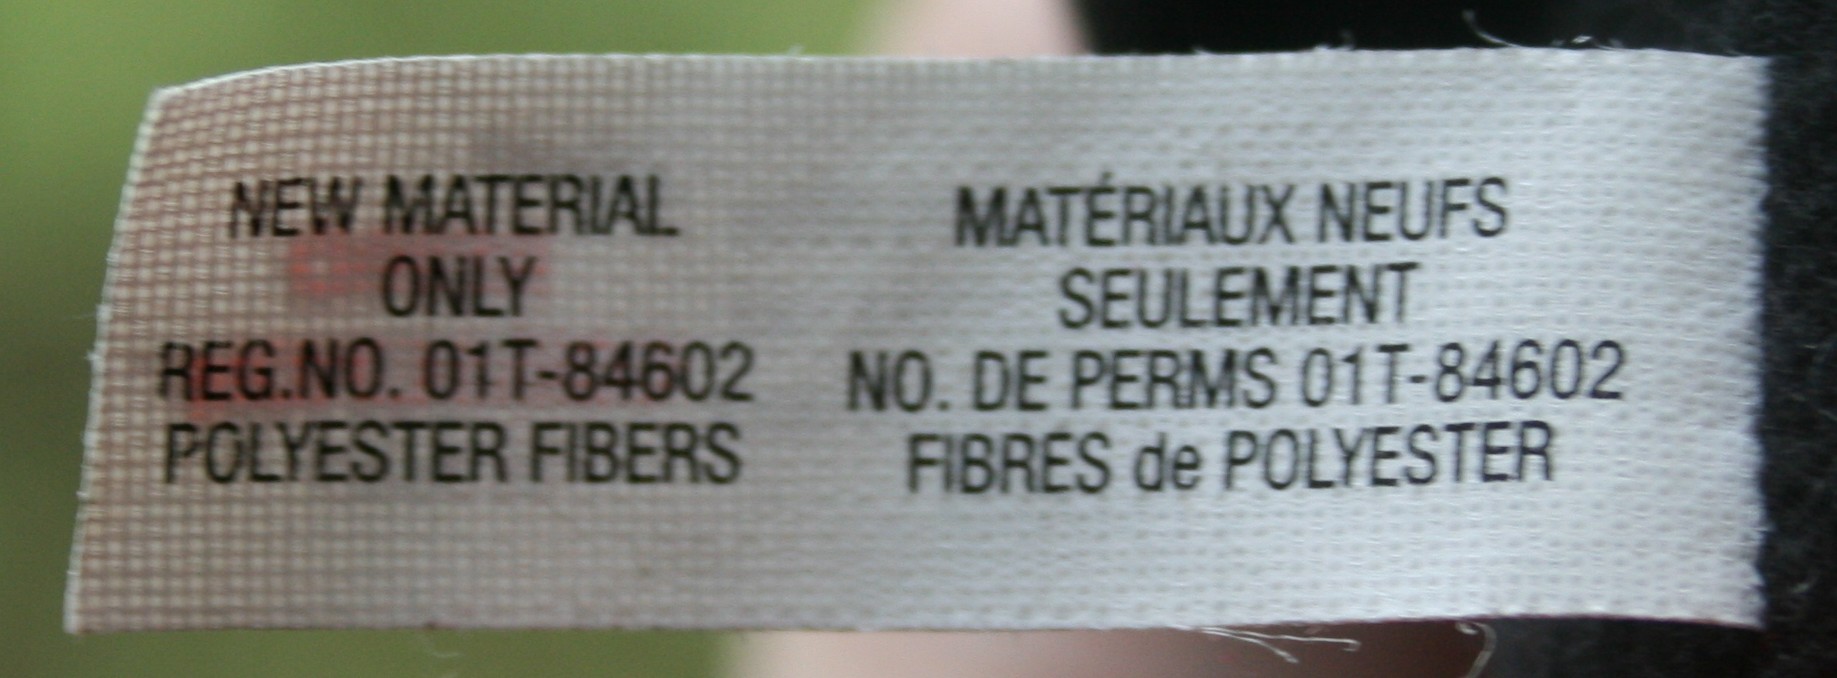 NEW MATERIAL
ONLY
REG.NO. 01T-84602
POLYESTER FIBERS
MATÉRIAUX NEUFS
SEULEMENT
NO. DE PERMS 01T-84602
FIBRES de POLYESTER